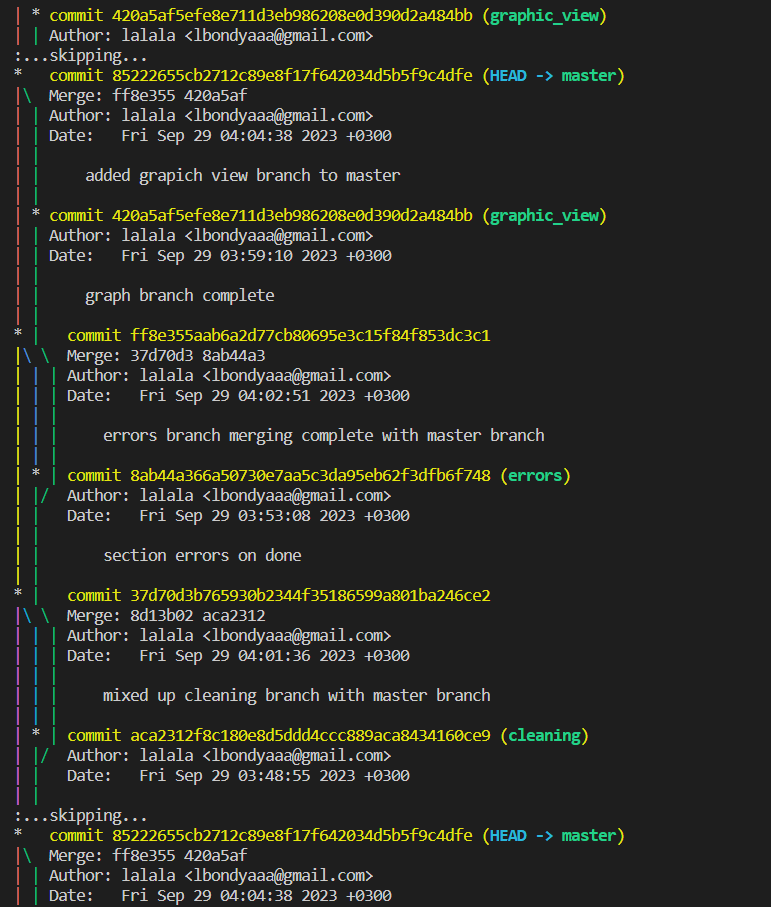 | * commit 420a5af5efe8e711d3eb986208e0d390d2a484bb (graphic_view)
| | Author: lalala <lbondyaaa@gmail.com>
:...skipping...
*   commit 85222655cb2712c89e8f17f642034d5b5f9c4dfe (HEAD -> master)
|\  Merge: ff8e355 420a5af
| | Author: lalala <lbondyaaa@gmail.com>
| | Date:   Fri Sep 29 04:04:38 2023 +0300
| |
| |     added grapich view branch to master
| |
| * commit 420a5af5efe8e711d3eb986208e0d390d2a484bb (graphic_view)
| | Author: lalala <lbondyaaa@gmail.com>
| | Date:   Fri Sep 29 03:59:10 2023 +0300
| |
| |     graph branch complete
| |
* |   commit ff8e355aab6a2d77cb80695e3c15f84f853dc3c1
|\ \  Merge: 37d70d3 8ab44a3
| | | Author: lalala <lbondyaaa@gmail.com>
| | | Date:   Fri Sep 29 04:02:51 2023 +0300
| | |
| | |     errors branch merging complete with master branch
| | |
| * | commit 8ab44a366a50730e7aa5c3da95eb62f3dfb6f748 (errors)
| |/  Author: lalala <lbondyaaa@gmail.com>
| |   Date:   Fri Sep 29 03:53:08 2023 +0300
| |
| |       section errors on done
| |
* |   commit 37d70d3b765930b2344f35186599a801ba246ce2
|\ \  Merge: 8d13b02 aca2312
| | | Author: lalala <lbondyaaa@gmail.com>
| | | Date:   Fri Sep 29 04:01:36 2023 +0300
| | |
| | |     mixed up cleaning branch with master branch
| | |
| * | commit aca2312f8c180e8d5ddd4ccc889aca8434160ce9 (cleaning)
| |/  Author: lalala <lbondyaaa@gmail.com>
| |   Date:   Fri Sep 29 03:48:55 2023 +0300
| |
:...skipping...
*   commit 85222655cb2712c89e8f17f642034d5b5f9c4dfe (HEAD -> master)
|\  Merge: ff8e355 420a5af
| | Author: lalala <lbondyaaa@gmail.com>
| | Date:   Fri Sep 29 04:04:38 2023 +0300